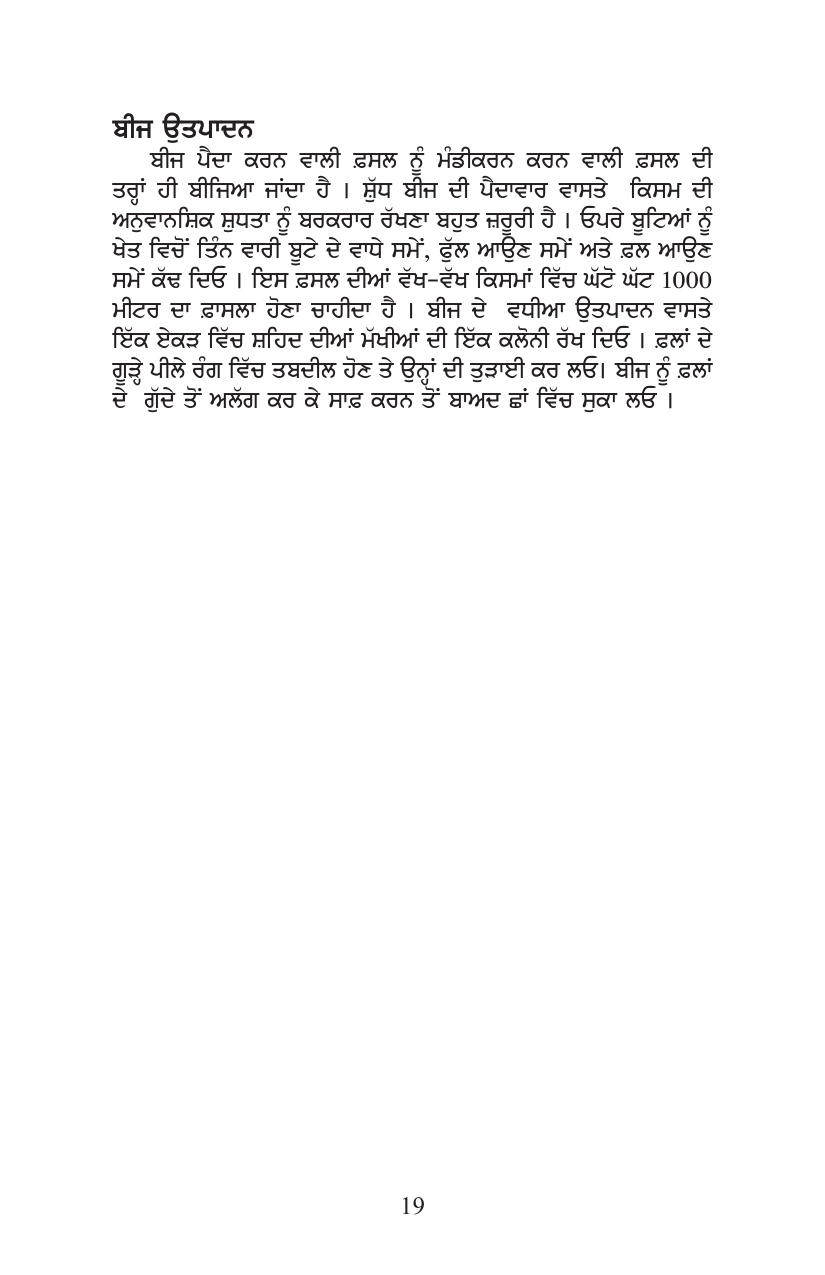 ਬੀਜ ਉਤਪਾਦਨ
ਬੀਜ ਪੈਦਾ ਕਰਨ ਵਾਲੀ ਫ਼ਸਲ ਨੂੰ ਮੰਡੀਕਰਨ ਕਰਨ ਵਾਲੀ ਫ਼ਸਲ ਦੀ
ਤਰ੍ਹਾਂ ਹੀ ਬੀਜਿਆ ਜਾਂਦਾ ਹੈ । ਸ਼ੁੱਧ ਬੀਜ ਦੀ ਪੈਦਾਵਾਰ ਵਾਸਤੇ ਕਿਸਮ ਦੀ
ਅਨੁਵਾਨਸ਼ਿਕ ਸ਼ੁਧਤਾ ਨੂੰ ਬਰਕਰਾਰ ਰੱਖਣਾ ਬਹੁਤ ਜ਼ਰੂਰੀ ਹੈ । ਓਪਰੇ ਬੂਟਿਆਂ ਨੂੰ
ਖੇਤ ਵਿਚੋਂ ਤਿੰਨ ਵਾਰੀ ਬੂਟੇ ਦੇ ਵਾਧੇ ਸਮੇਂ, ਫੁੱਲ ਆਉਣ ਸਮੇਂ ਅਤੇ ਫ਼ਲ ਆਉਣ
ਸਮੇਂ ਕੱਢ ਦਿਓ । ਇਸ ਫ਼ਸਲ ਦੀਆਂ ਵੱਖ-ਵੱਖ ਕਿਸਮਾਂ ਵਿੱਚ ਘੱਟੋ ਘੱਟ 1000
ਮੀਟਰ ਦਾ ਫ਼ਾਸਲਾ ਹੋਣਾ ਚਾਹੀਦਾ ਹੈ । ਬੀਜ ਦੇ ਵਧੀਆ ਉਤਪਾਦਨ ਵਾਸਤੇ
ਇੱਕ ਏਕੜ ਵਿੱਚ ਸ਼ਹਿਦ ਦੀਆਂ ਮੱਖੀਆਂ ਦੀ ਇੱਕ ਕਲੋਨੀ ਰੱਖ ਦਿਓ । ਫ਼ਲਾਂ ਦੇ
ਗੂੜ੍ਹੇ ਪੀਲੇ ਰੰਗ ਵਿੱਚ ਤਬਦੀਲ ਹੋਣ ਤੇ ਉਨ੍ਹਾਂ ਦੀ ਤੁੜਾਈ ਕਰ ਲਓ। ਬੀਜ ਨੂੰ ਫ਼ਲਾਂ
ਦੇ ਗੁੱਦੇ ਤੋਂ ਅਲੱਗ ਕਰ ਕੇ ਸਾਫ਼ ਕਰਨ ਤੋਂ ਬਾਅਦ ਛਾਂ ਵਿੱਚ ਸੁਕਾ ਲਓ ।
19